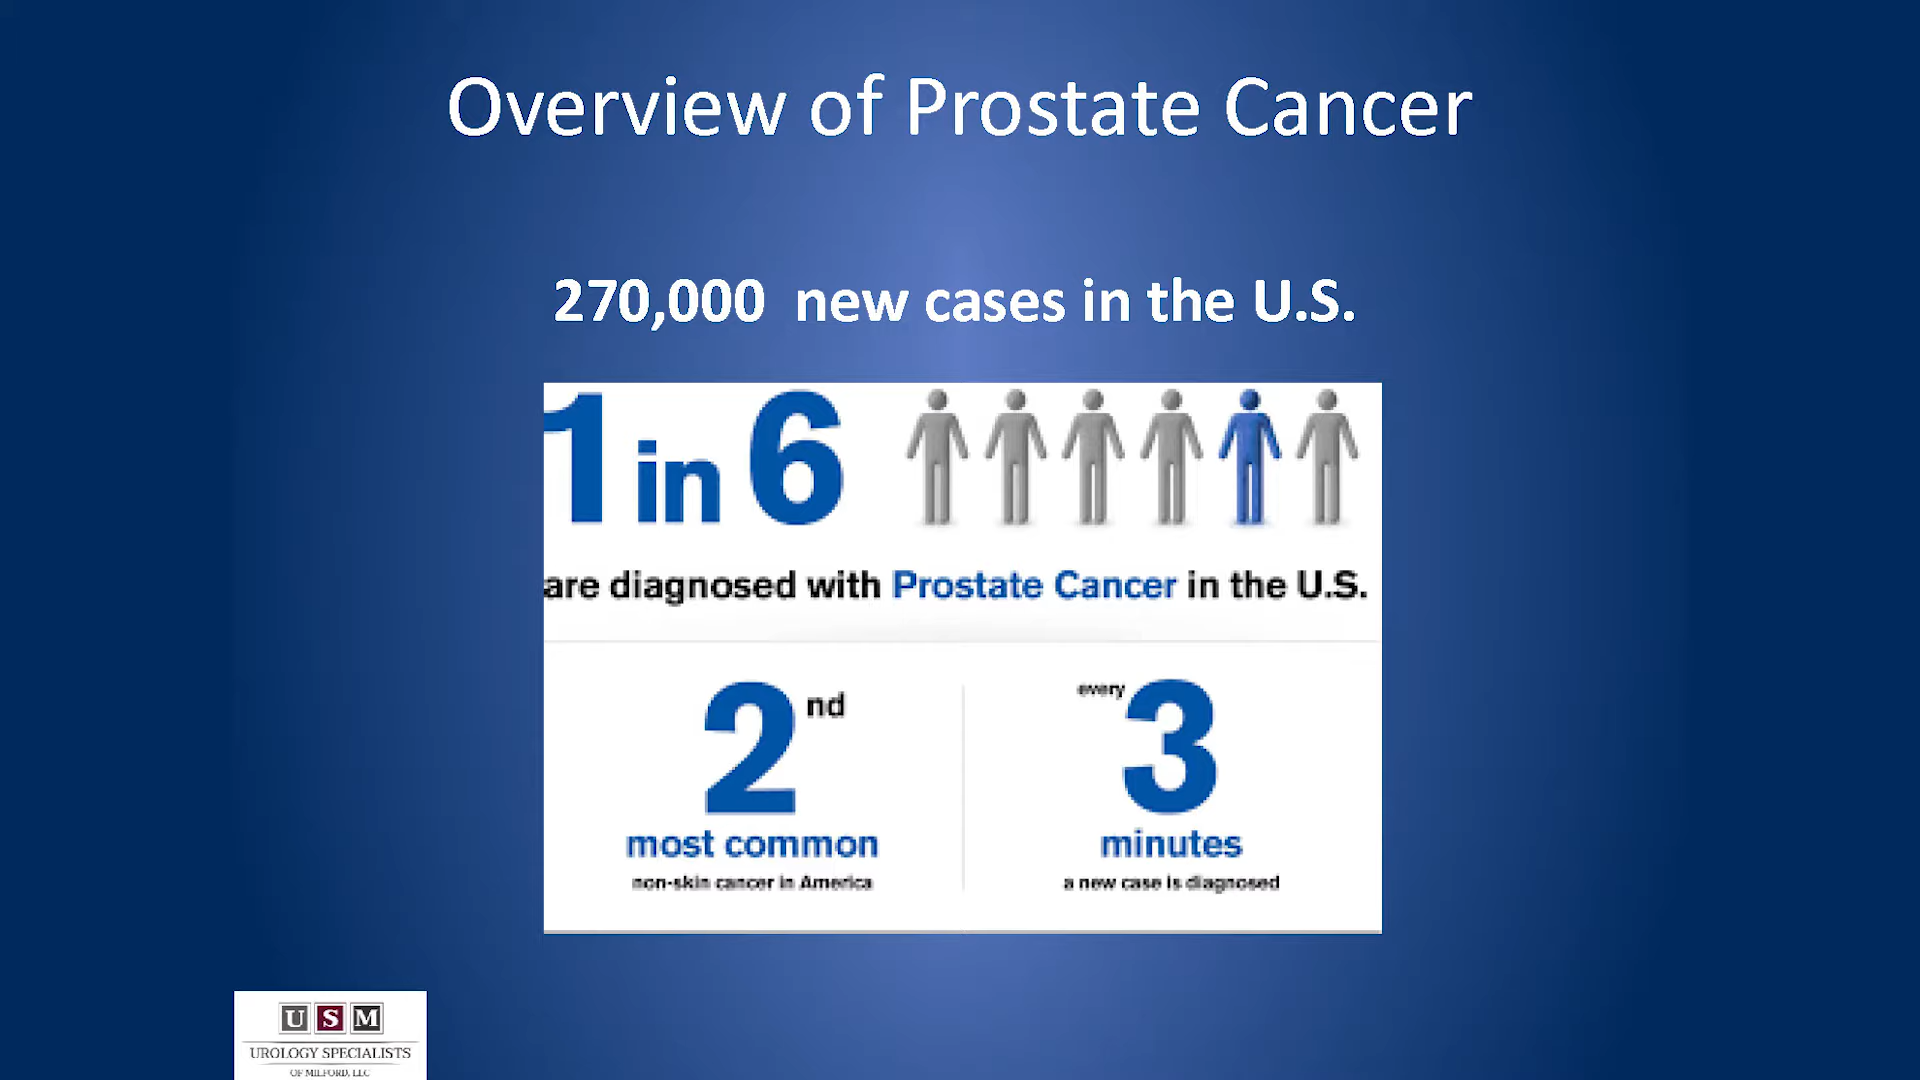 Overview of Prostate Cancer
270,000 new cases in the U.S.
1 in 6
are diagnosed with Prostate Cancer in the U.S.
2nd
most common
non-skin cancer in America
every 3
minutes
a new case is diagnosed
USM
UROLOGY SPECIALISTS
OF MILFORD, LLC